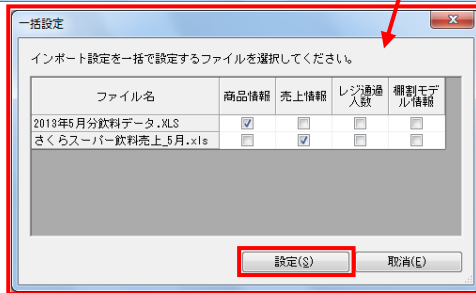 一括設定
インポート設定を一括で設定するファイルを選択してください。
ファイル名 商品情報 売上情報 レジ通過人数 棚割モデル情報
2013年5月分飲料データ.XLS
さくらスーパー飲料売上_5月.xls
設定(S) 取消(E)